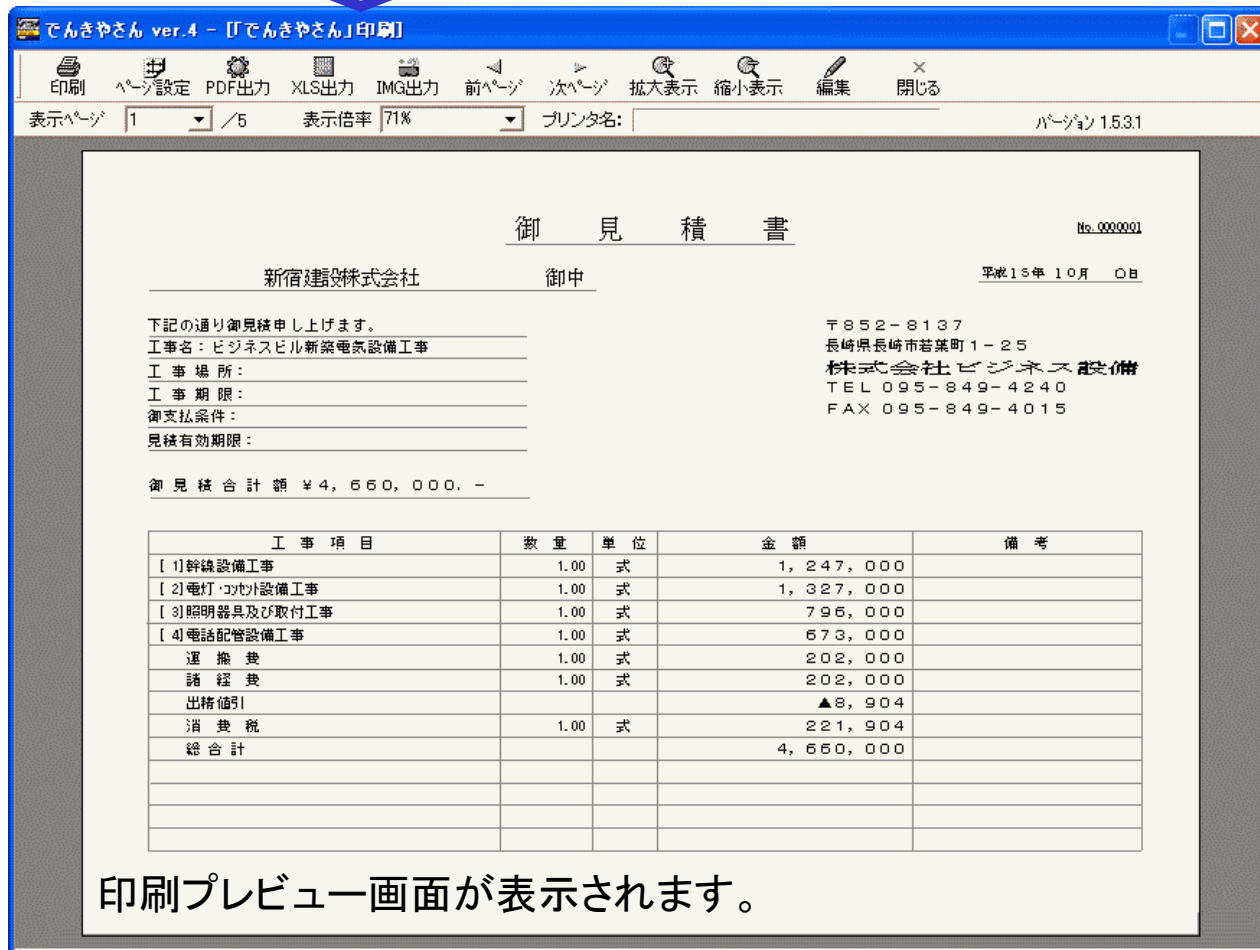 でんきやさん ver.4 - [「でんきやさん」印刷]
印刷 ページ設定 PDF出力 XLS出力 IMG出力 前ページ 次ページ 拡大表示 縮小表示 編集 閉じる
表示ページ 1 /5 表示倍率 71% プリンタ名: バージョン 1.5.3.1
御 見 積 書
No. 0000001
新宿建設株式会社 御中
平成15年 10月 0日
下記の通り御見積申し上げます。
工事名：ビジネスビル新築電気設備工事
工 事 場 所：
工 事 期 限：
御支払条件：
見積有効期限：
〒852-8137
長崎県長崎市若葉町1-25
株式会社ビジネス設備
TEL 095-849-4240
FAX 095-849-4015
御 見 積 合 計 額 ￥4，660，000．-
工 事 項 目 数 量 単 位 金 額 備 考
[ 1]幹線設備工事 1.00 式 1，247，000
[ 2]電灯･ｺﾝｾﾝﾄ設備工事 1.00 式 1，327，000
[ 3]照明器具及び取付工事 1.00 式 796，000
[ 4]電話配管設備工事 1.00 式 673，000
運 搬 費 1.00 式 202，000
諸 経 費 1.00 式 202，000
出精値引 ▲8，904
消 費 税 1.00 式 221，904
総 合 計 4，660，000
印刷プレビュー画面が表示されます。